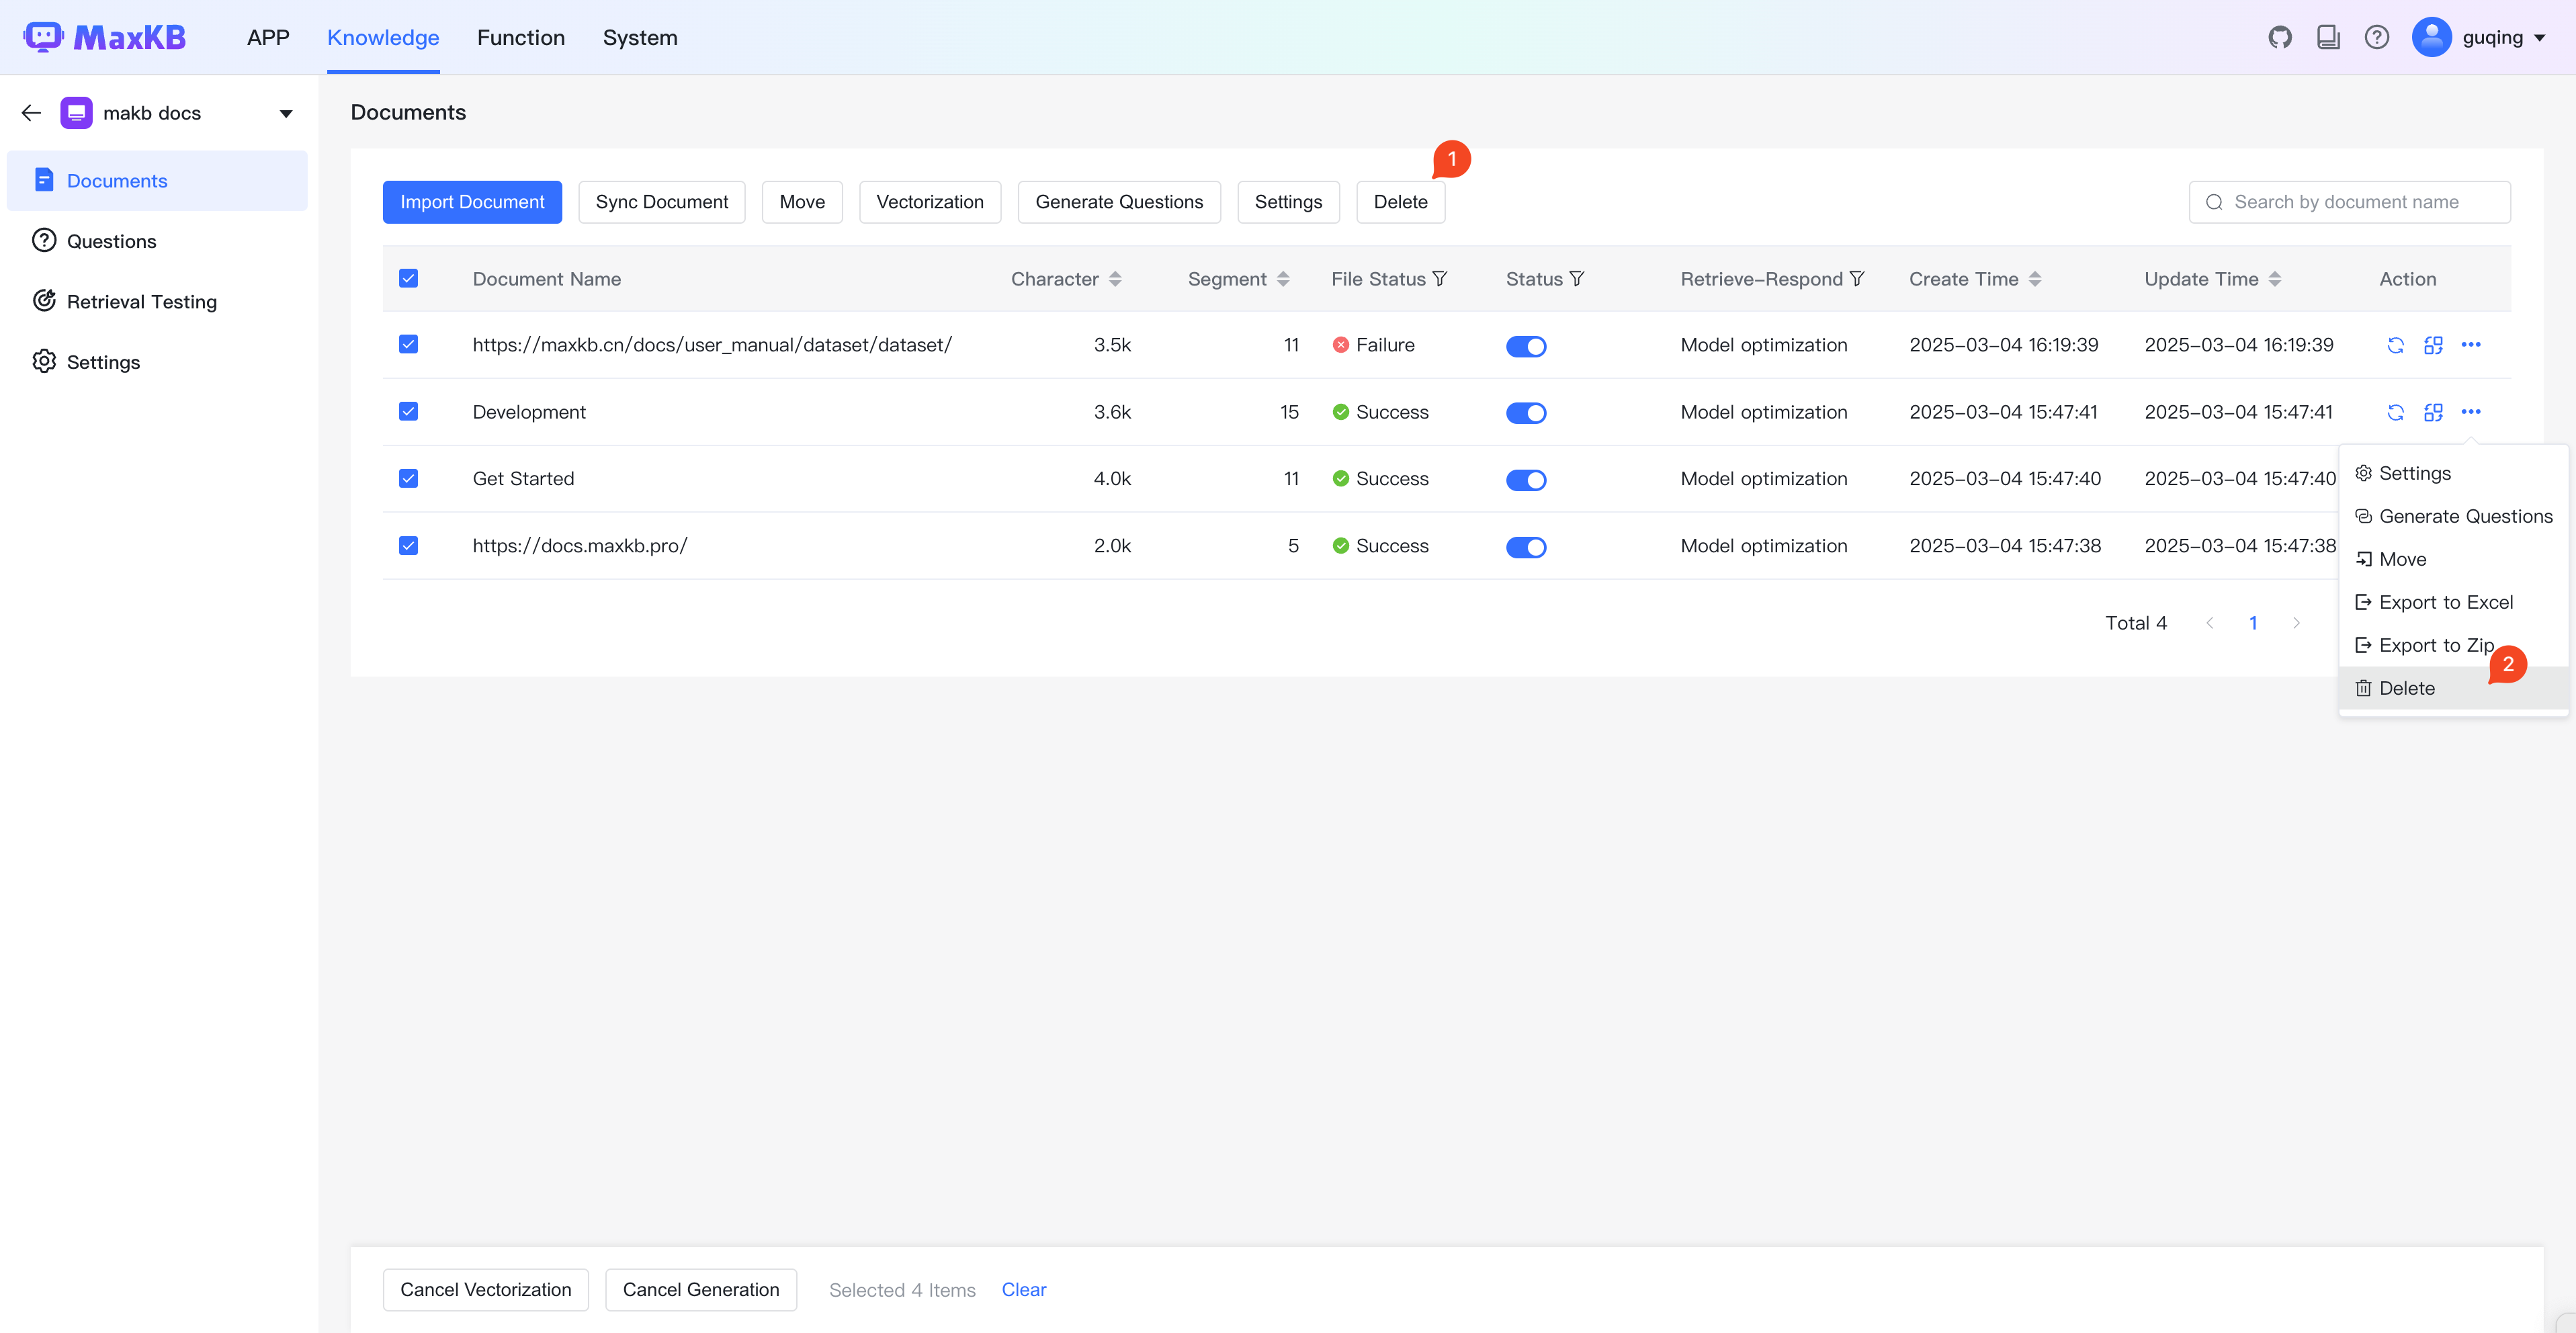 MaxKB APP Knowledge Function System guqing
makb docs
Documents
Questions
Retrieval Testing
Settings
Documents
1
Import Document Sync Document Move Vectorization Generate Questions Settings Delete Search by document name
Document Name Character Segment File Status Status Retrieve-Respond Create Time Update Time Action
https://maxkb.cn/docs/user_manual/dataset/dataset/ 3.5k 11 Failure Model optimization 2025-03-04 16:19:39 2025-03-04 16:19:39
Development 3.6k 15 Success Model optimization 2025-03-04 15:47:41 2025-03-04 15:47:41
Get Started 4.0k 11 Success Model optimization 2025-03-04 15:47:40 2025-03-04 15:47:40
https://docs.maxkb.pro/ 2.0k 5 Success Model optimization 2025-03-04 15:47:38 2025-03-04 15:47:38
Total 4 1
Settings
Generate Questions
Move
Export to Excel
Export to Zip
2
Delete
Cancel Vectorization Cancel Generation Selected 4 Items Clear